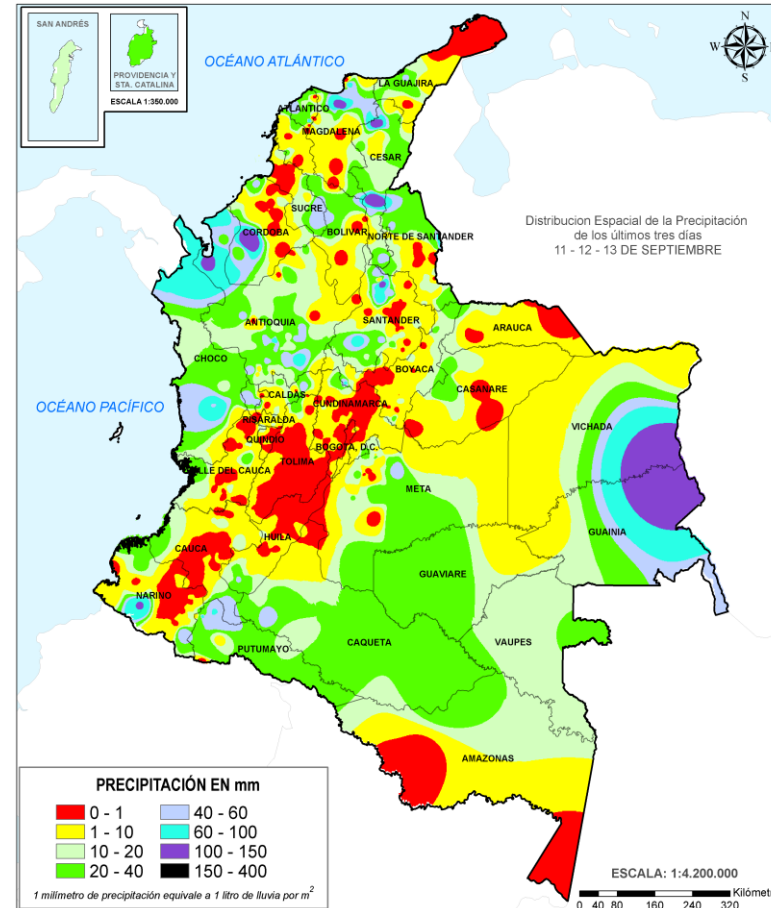 SAN ANDRÉS
PROVIDENCIA Y
STA. CATALINA
ESCALA 1:350.000
OCÉANO ATLÁNTICO
N
W
E
S
LA GUAJIRA
ATLANTICO
MAGDALENA
CESAR
SUCRE
CORDOBA
BOLIVAR
NORTE DE SANTANDER
Distribucion Espacial de la Precipitación
de los últimos tres días
11 - 12 - 13 DE SEPTIEMBRE
ANTIOQUIA
SANTANDER
ARAUCA
CHOCO
BOYACA
CASANARE
OCÉANO PACÍFICO
CALDAS
CUNDINAMARCA
RISARALDA
QUINDIO
BOGOTA, D.C.
VICHADA
TOLIMA
VALLE DEL CAUCA
META
GUAINIA
HUILA
CAUCA
GUAVIARE
NARIÑO
CAQUETA
VAUPES
PUTUMAYO
AMAZONAS
PRECIPITACIÓN EN mm
0 - 1
40 - 60
1 - 10
60 - 100
10 - 20
100 - 150
20 - 40
150 - 400
1 milímetro de precipitación equivale a 1 litro de lluvia por m2
ESCALA: 1:4.200.000
Kilómet
0 40 80 160 240 320